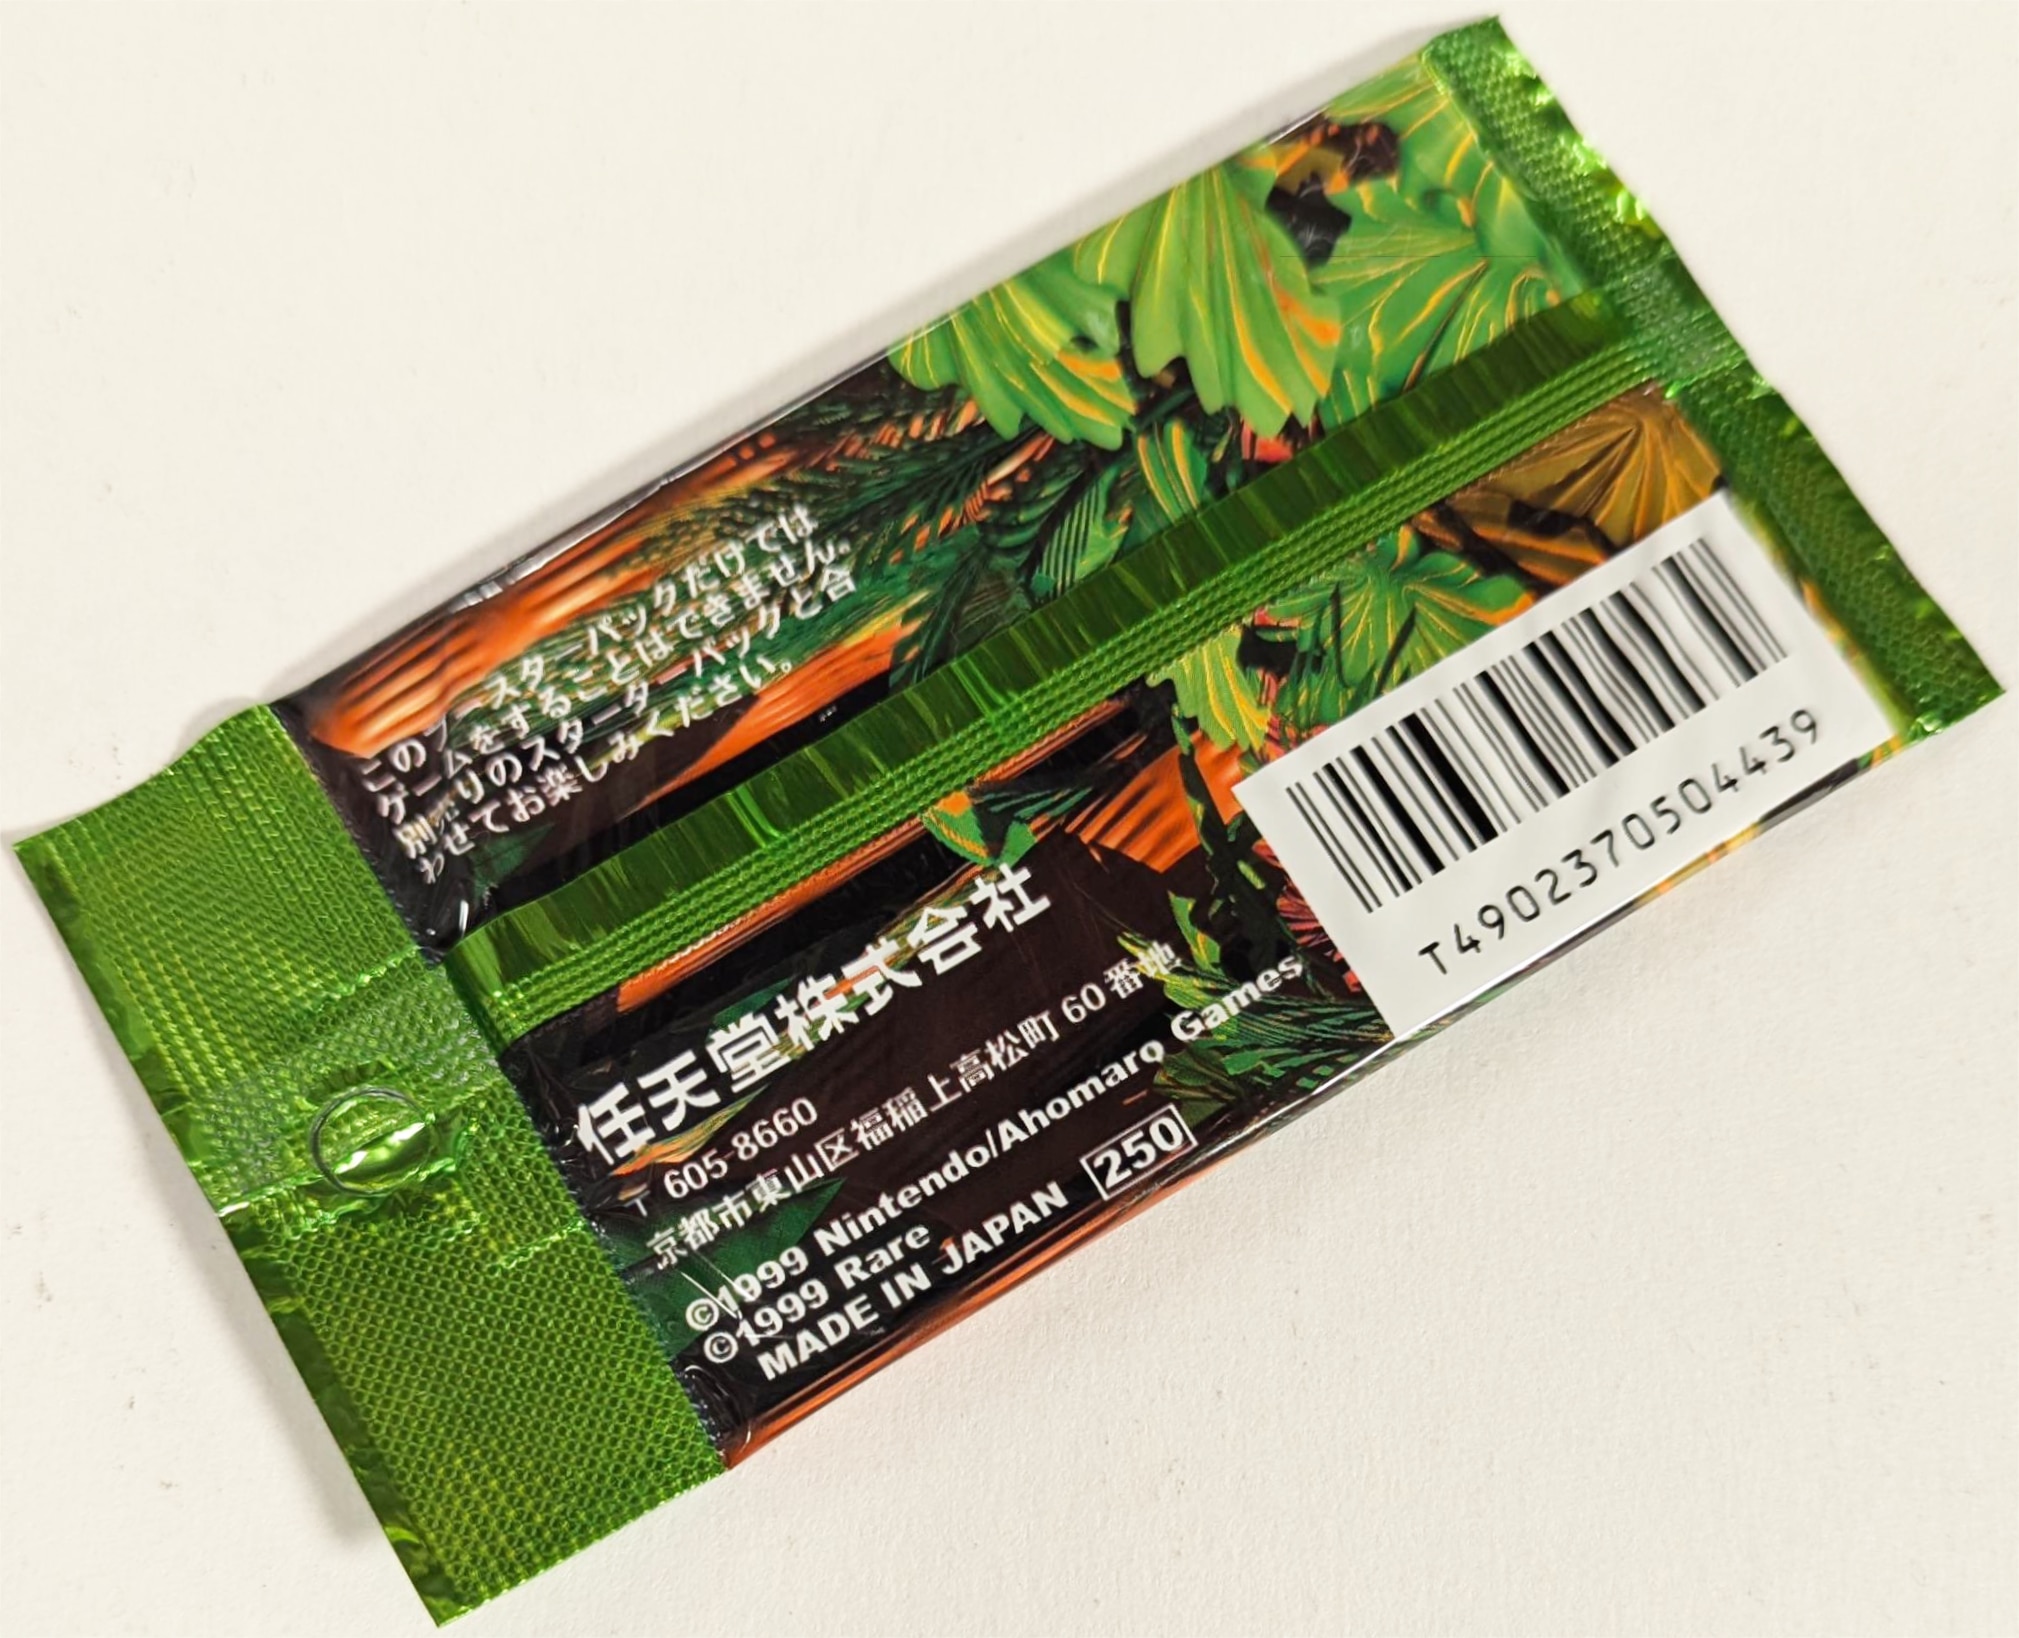 このブースターパックだけでは
ゲームをすることはできません。
別売りのスターターパックと合
わせてお楽しみください。
任天堂株式会社
〒605-8660
京都市東山区福稲上高松町60番地
©1999 Nintendo/Ahomaro Games
©1999 Rare
MADE IN JAPAN 250
T4902370504439